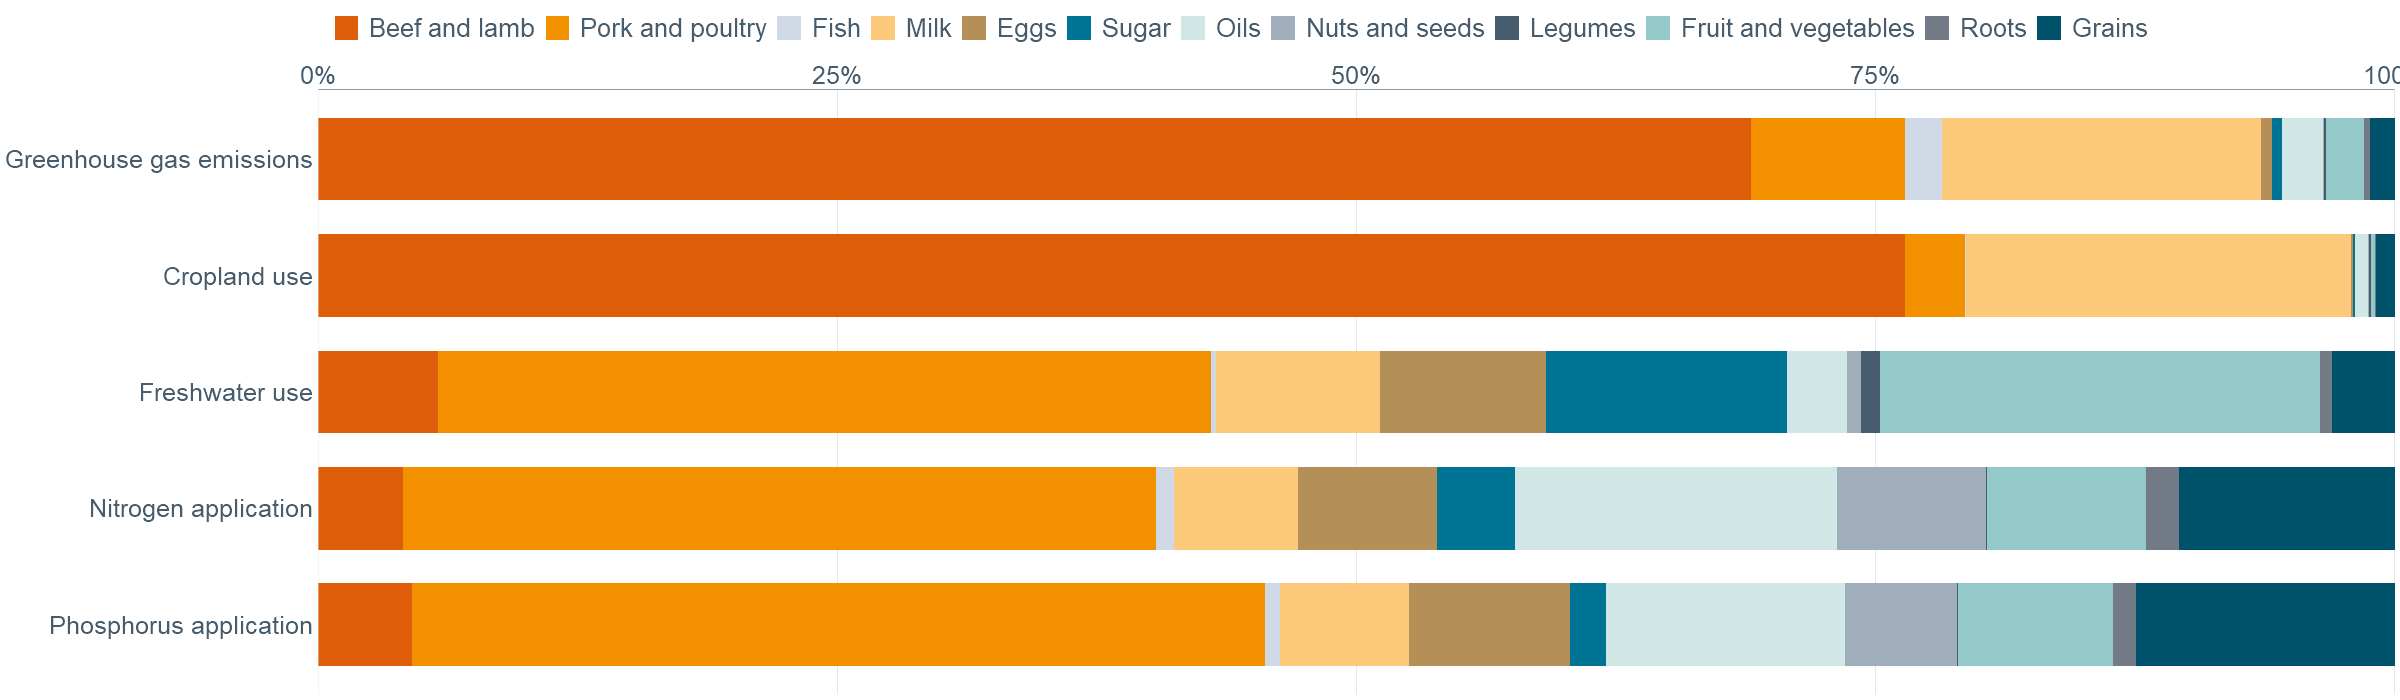 Beef and lamb Pork and poultry Fish Milk Eggs Sugar Oils Nuts and seeds Legumes Fruit and vegetables Roots Grains
0% 25% 50% 75% 100
Greenhouse gas emissions
Cropland use
Freshwater use
Nitrogen application
Phosphorus application